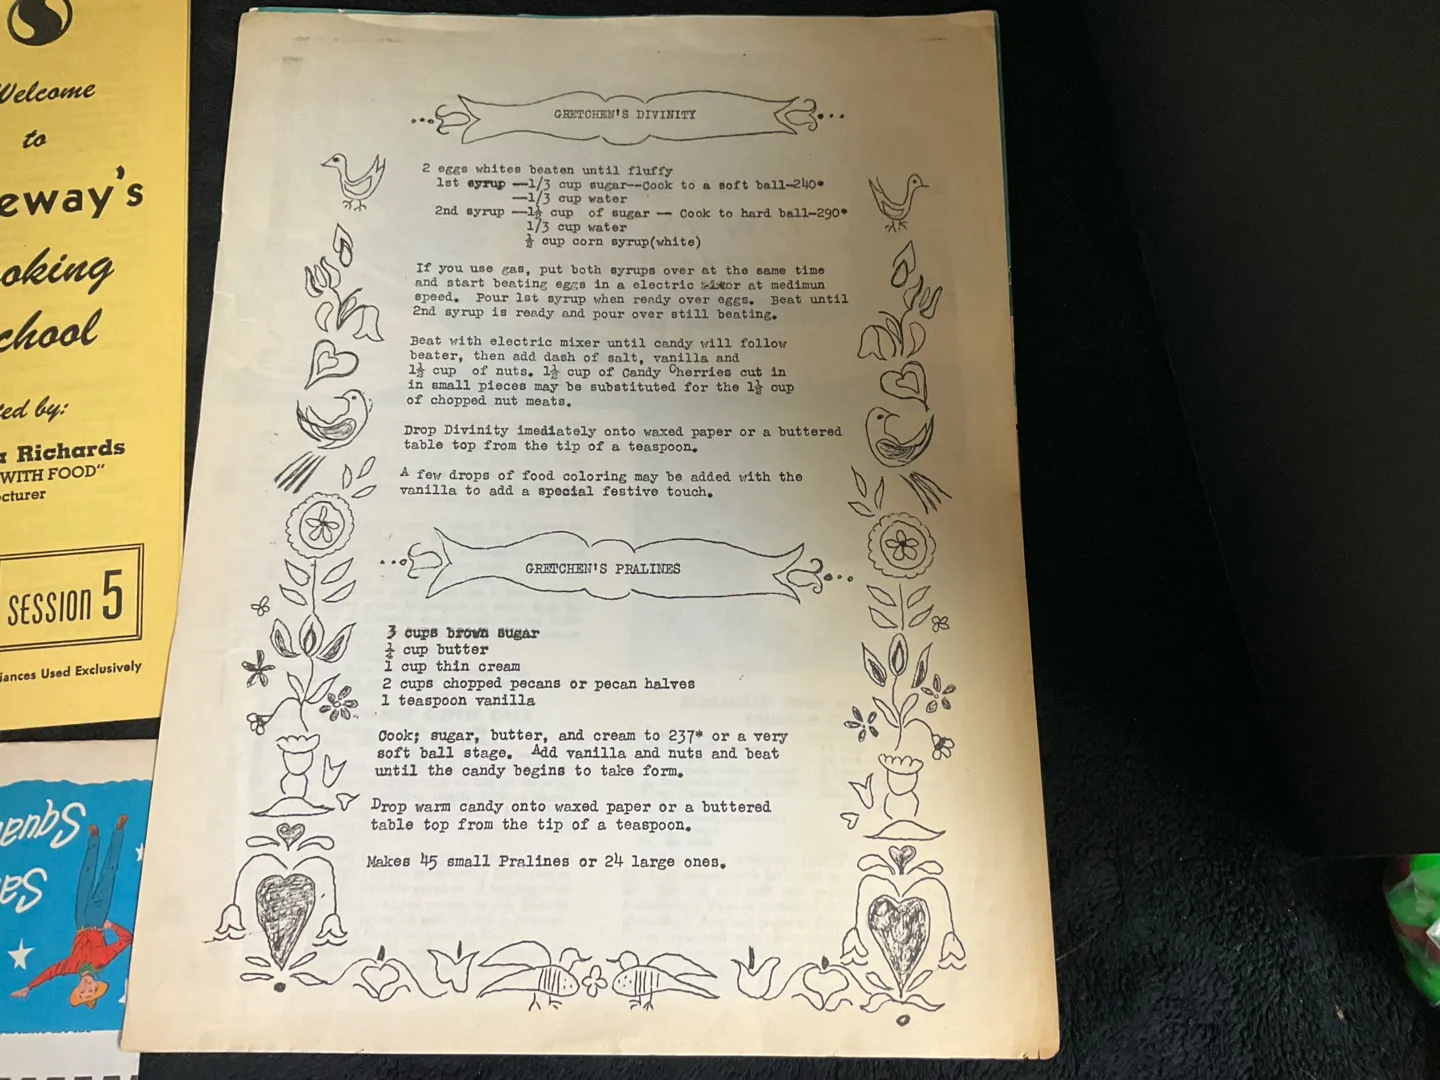 Welcome
to
eway's
oking
chool
ted by:
Richards
WITH FOOD"
cturer
SESSION 5
iances Used Exclusively
Squar
Sa
GRETCHEN'S DIVINITY
2 eggs whites beaten until fluffy
1st syrup —1/3 cup sugar--Cook to a soft ball-240*
—1/3 cup water
2nd syrup —1½ cup of sugar — Cook to hard ball-290*
1/3 cup water
½ cup corn syrup(white)
If you use gas, put both syrups over at the same time
and start beating eggs in a electric mixer at medimun
speed. Pour 1st syrup when ready over eggs. Beat until
2nd syrup is ready and pour over still beating.
Beat with electric mixer until candy will follow
beater, then add dash of salt, vanilla and
1½ cup of nuts. 1½ cup of Candy Cherries cut in
in small pieces may be substituted for the 1½ cup
of chopped nut meats.
Drop Divinity imediately onto waxed paper or a buttered
table top from the tip of a teaspoon.
A few drops of food coloring may be added with the
vanilla to add a special festive touch.
GRETCHEN'S PRALINES
3 cups brown sugar
¼ cup butter
1 cup thin cream
2 cups chopped pecans or pecan halves
1 teaspoon vanilla
Cook; sugar, butter, and cream to 237* or a very
soft ball stage. Add vanilla and nuts and beat
until the candy begins to take form.
Drop warm candy onto waxed paper or a buttered
table top from the tip of a teaspoon.
Makes 45 small Pralines or 24 large ones.